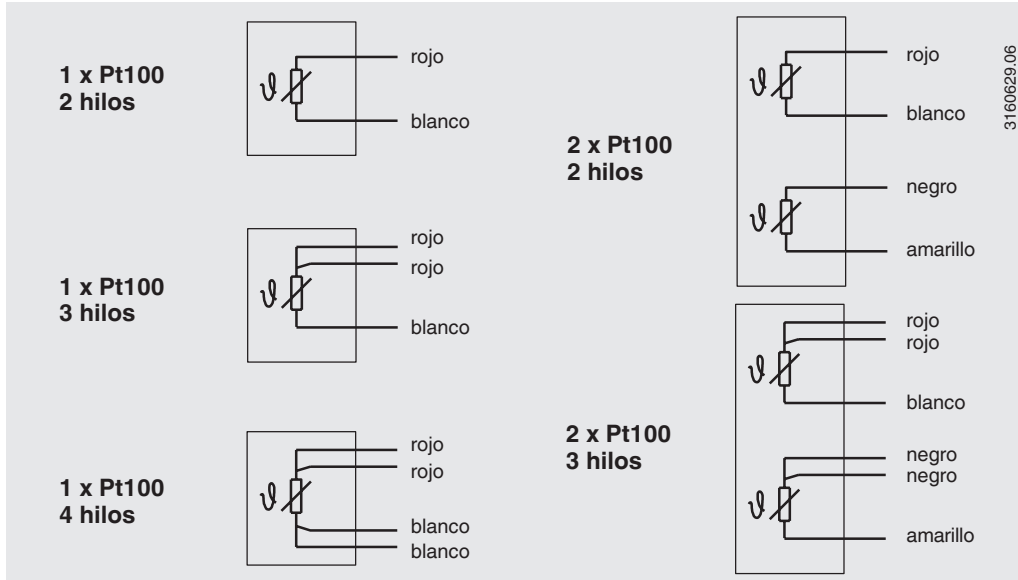 1 x Pt100
2 hilos
rojo
blanco
1 x Pt100
3 hilos
rojo
rojo
blanco
1 x Pt100
4 hilos
rojo
rojo
blanco
blanco
2 x Pt100
2 hilos
rojo
blanco
negro
amarillo
2 x Pt100
3 hilos
rojo
rojo
blanco
negro
negro
amarillo
3160629.06
ϑ
ϑ
ϑ
ϑ
ϑ
ϑ
ϑ